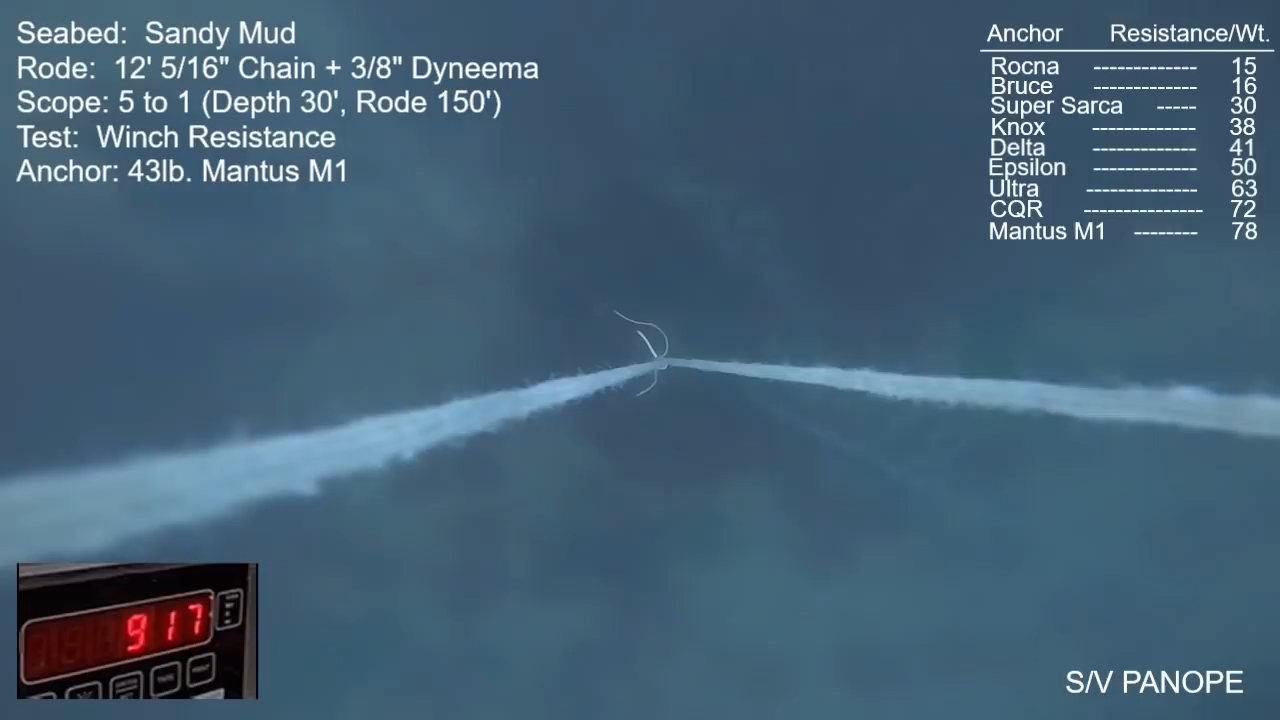 Seabed:  Sandy Mud
Rode:  12' 5/16" Chain + 3/8" Dyneema
Scope: 5 to 1 (Depth 30', Rode 150')
Test:  Winch Resistance
Anchor: 43lb. Mantus M1
Anchor Resistance/Wt.
Rocna ------------- 15
Bruce ------------- 16
Super Sarca ----- 30
Knox ------------- 38
Delta ------------- 41
Epsilon ------------- 50
Ultra -------------- 63
CQR --------------- 72
Mantus M1 -------- 78
917
S/V PANOPE